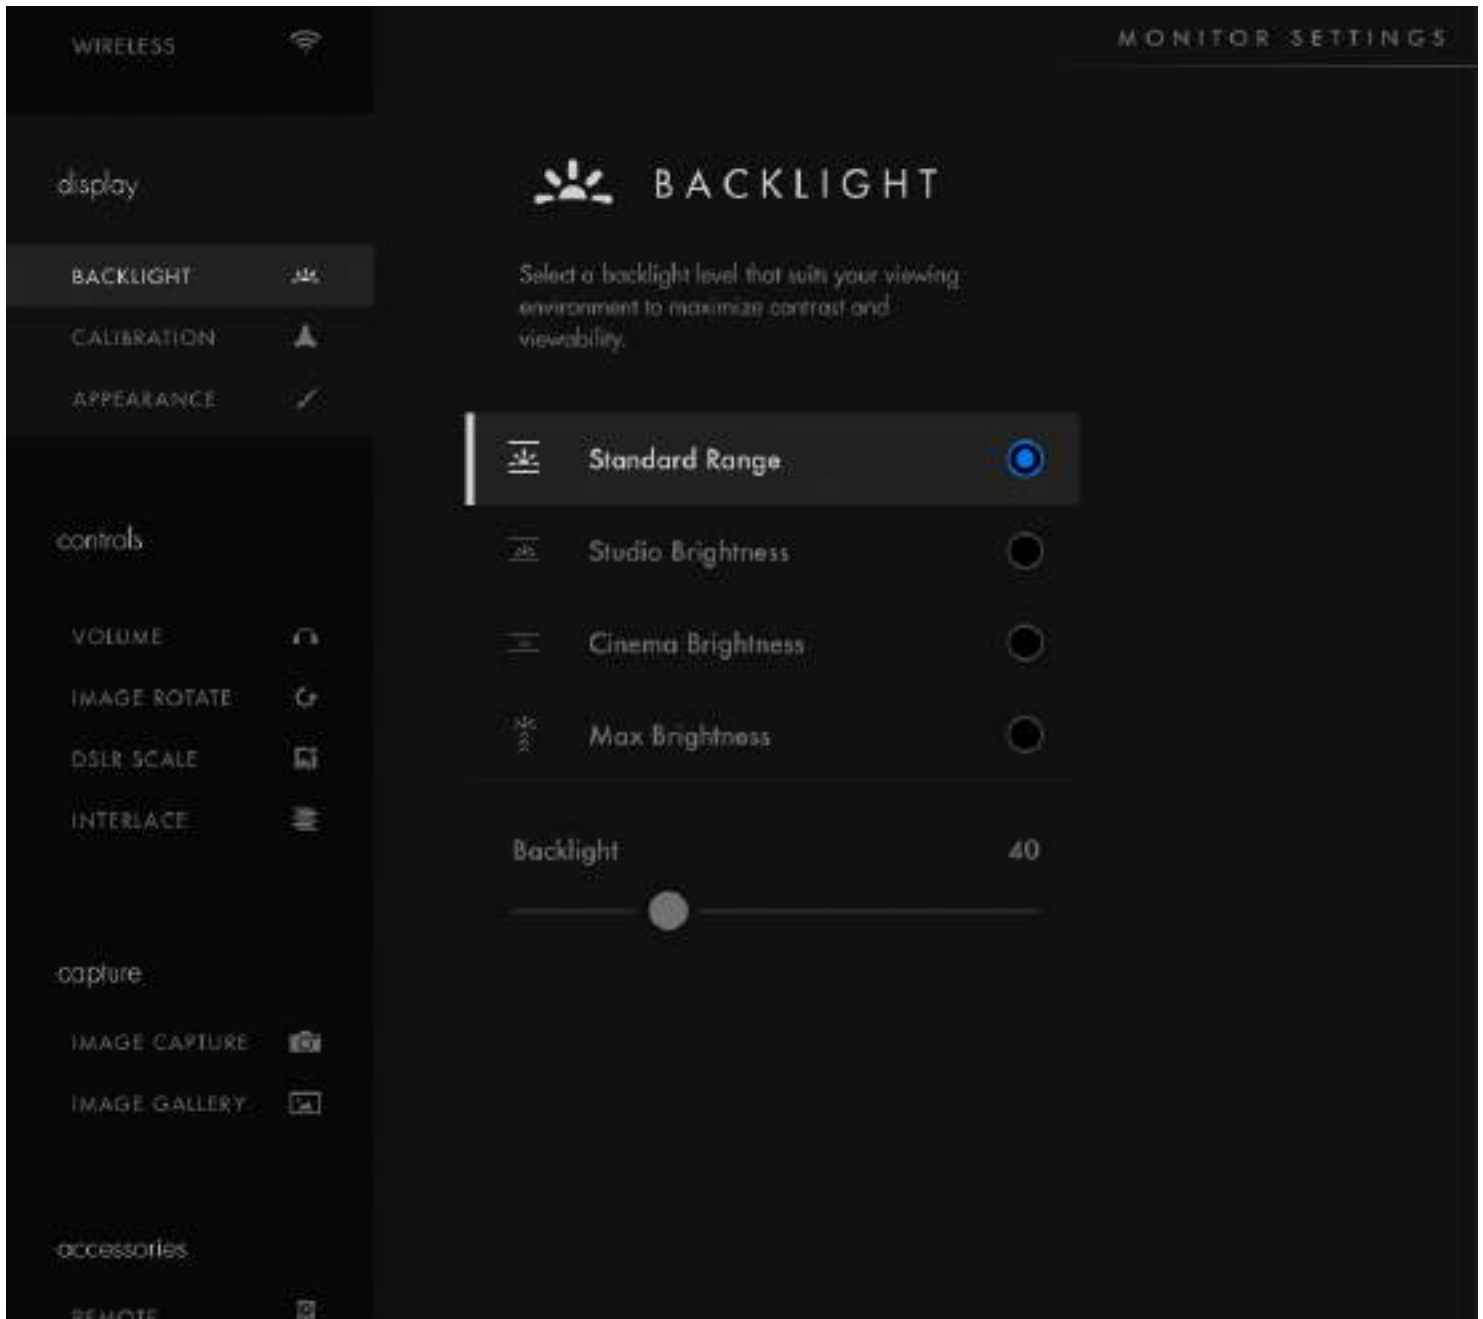 WIRELESS
MONITOR SETTINGS
display
BACKLIGHT
CALIBRATION
APPEARANCE
controls
VOLUME
IMAGE ROTATE
DSLR SCALE
INTERLACE
capture
IMAGE CAPTURE
IMAGE GALLERY
accessories
REMOTE
BACKLIGHT
Select a backlight level that suits your viewing
environment to maximize contrast and
viewability.
Standard Range
Studio Brightness
Cinema Brightness
Max Brightness
Backlight 40